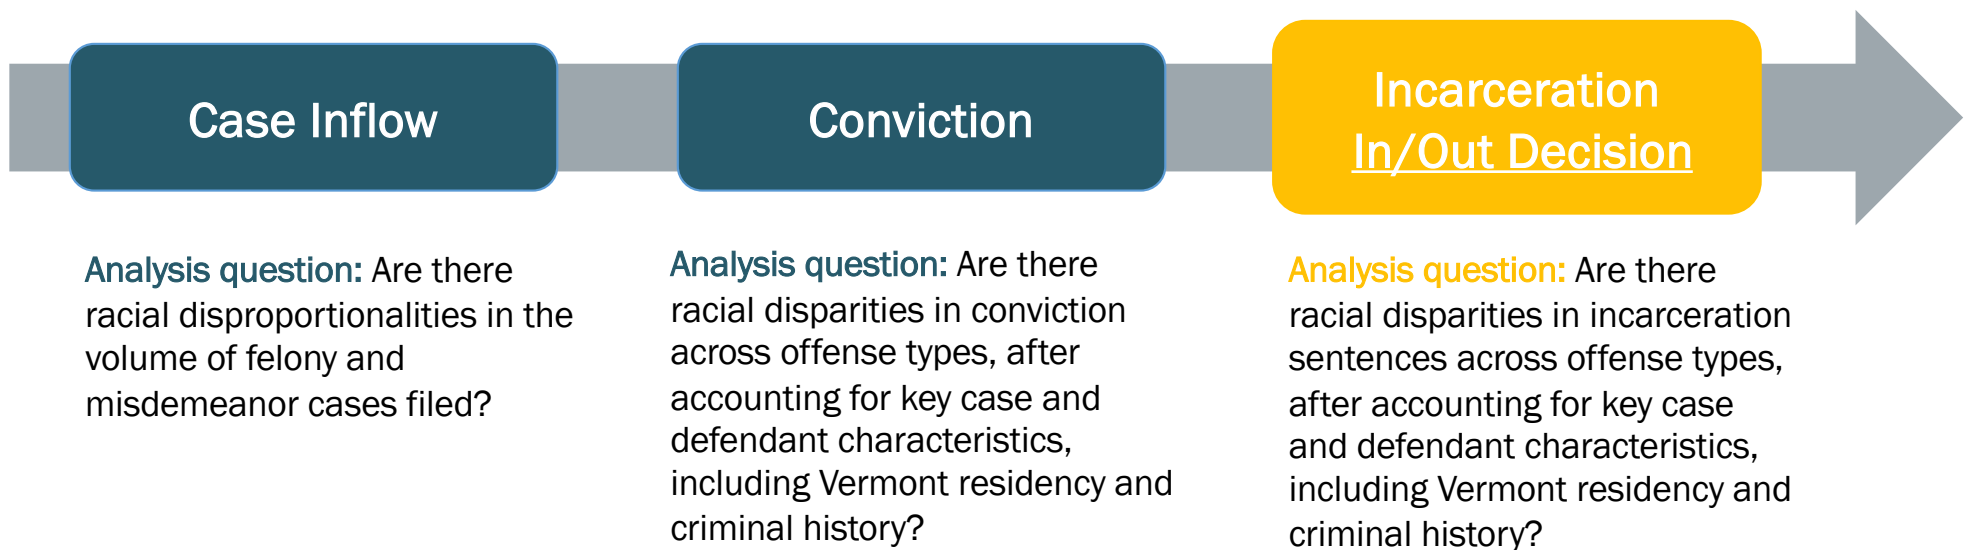 Case Inflow
Conviction
Incarceration
In/Out Decision
Analysis question: Are there
racial disproportionalities in the
volume of felony and
misdemeanor cases filed?
Analysis question: Are there
racial disparities in conviction
across offense types, after
accounting for key case and
defendant characteristics,
including Vermont residency and
criminal history?
Analysis question: Are there
racial disparities in incarceration
sentences across offense types,
after accounting for key case
and defendant characteristics,
including Vermont residency and
criminal history?